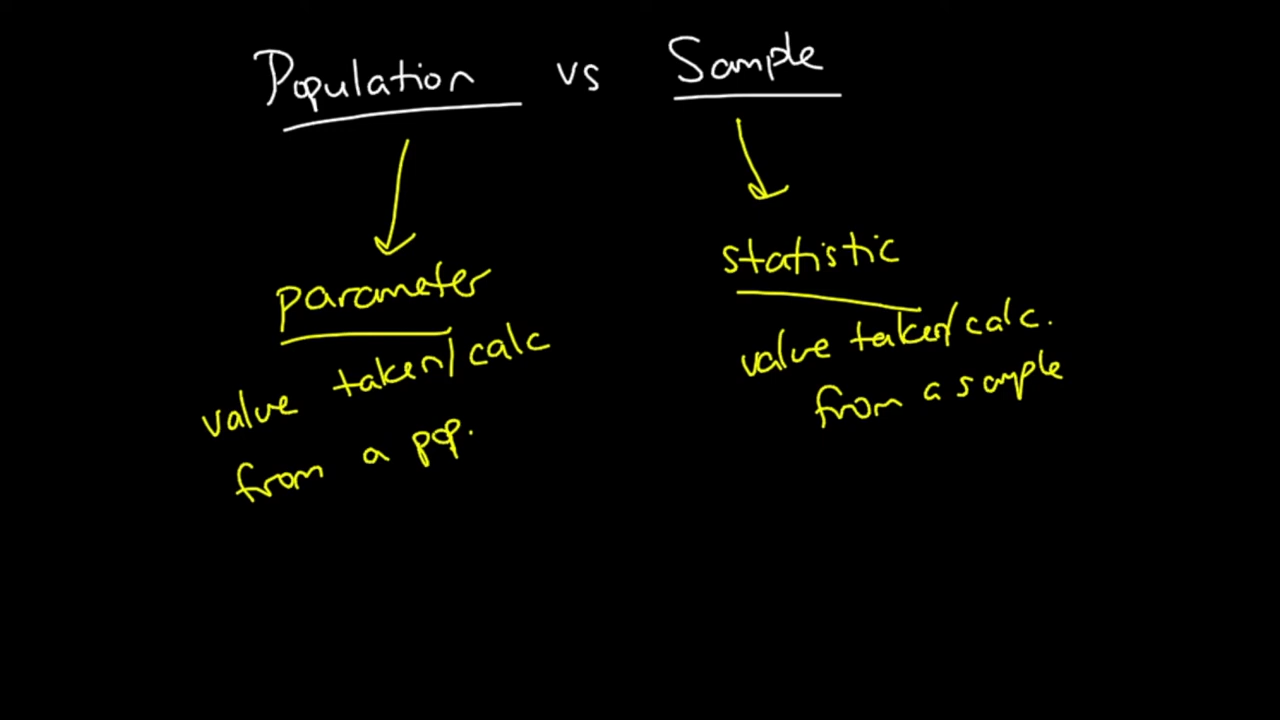 Population vs Sample
parameter
value taken/calc
from a pop.
statistic
value taken/calc.
from a sample